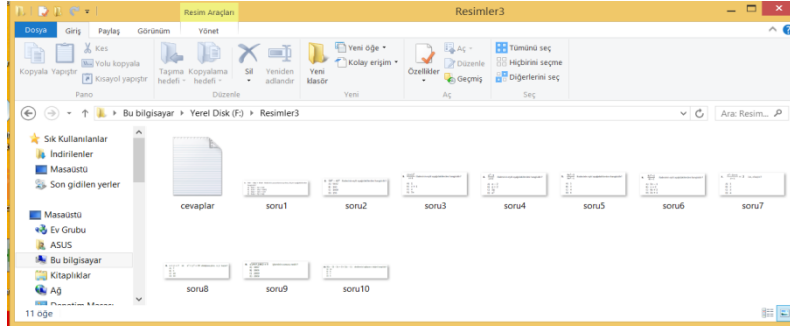 Resim Araçları
Resimler3
Dosya Giriş Paylaş Görünüm Yönet
Kopyala Yapıştır
Kes
Yolu kopyala
Kısayol yapıştır
Taşıma hedefi
Kopyalama hedefi
Sil
Yeniden adlandır
Yeni klasör
Yeni öğe
Kolay erişim
Özellikler
Aç
Düzenle
Geçmiş
Tümünü seç
Hiçbirini seçme
Diğerlerini seç
Pano Düzenle Yeni Aç Seç
Bu bilgisayar Yerel Disk (F:) Resimler3
Ara: Resim...
Sık Kullanılanlar
İndirilenler
Masaüstü
Son gidilen yerler
Masaüstü
Ev Grubu
ASUS
Bu bilgisayar
Kitaplıklar
Ağ
cevaplar soru1 soru2 soru3 soru4 soru5 soru6 soru7
soru8 soru9 soru10
11 öğe